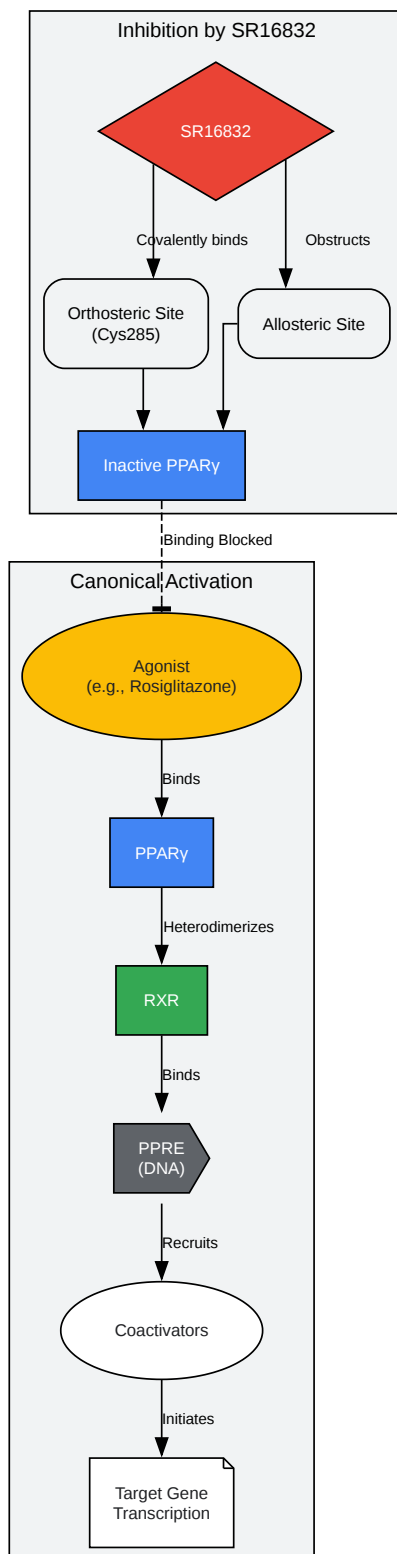 Inhibition by SR16832
SR16832
Covalently binds
Obstructs
Orthosteric Site
(Cys285)
Allosteric Site
Inactive PPARγ
Binding Blocked
Canonical Activation
Agonist
(e.g., Rosiglitazone)
Binds
PPARγ
Heterodimerizes
RXR
Binds
PPRE
(DNA)
Recruits
Coactivators
Initiates
Target Gene
Transcription